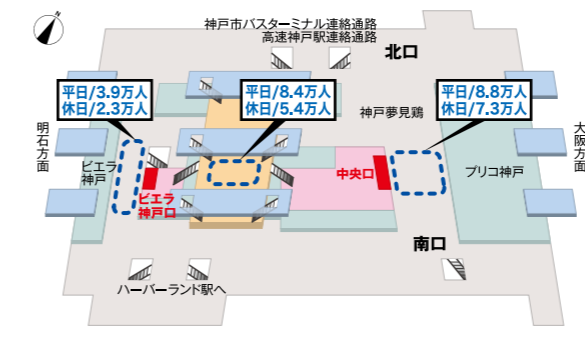 N
神戸市バスターミナル連絡通路
高速神戸駅連絡通路
北口
平日/3.9万人
休日/2.3万人
平日/8.4万人
休日/5.4万人
平日/8.8万人
休日/7.3万人
神戸夢見鶏
明石方面
大阪方面
ビエラ
神戸
プリコ神戸
中央口
ビエラ
神戸口
南口
ハーバーランド駅へ